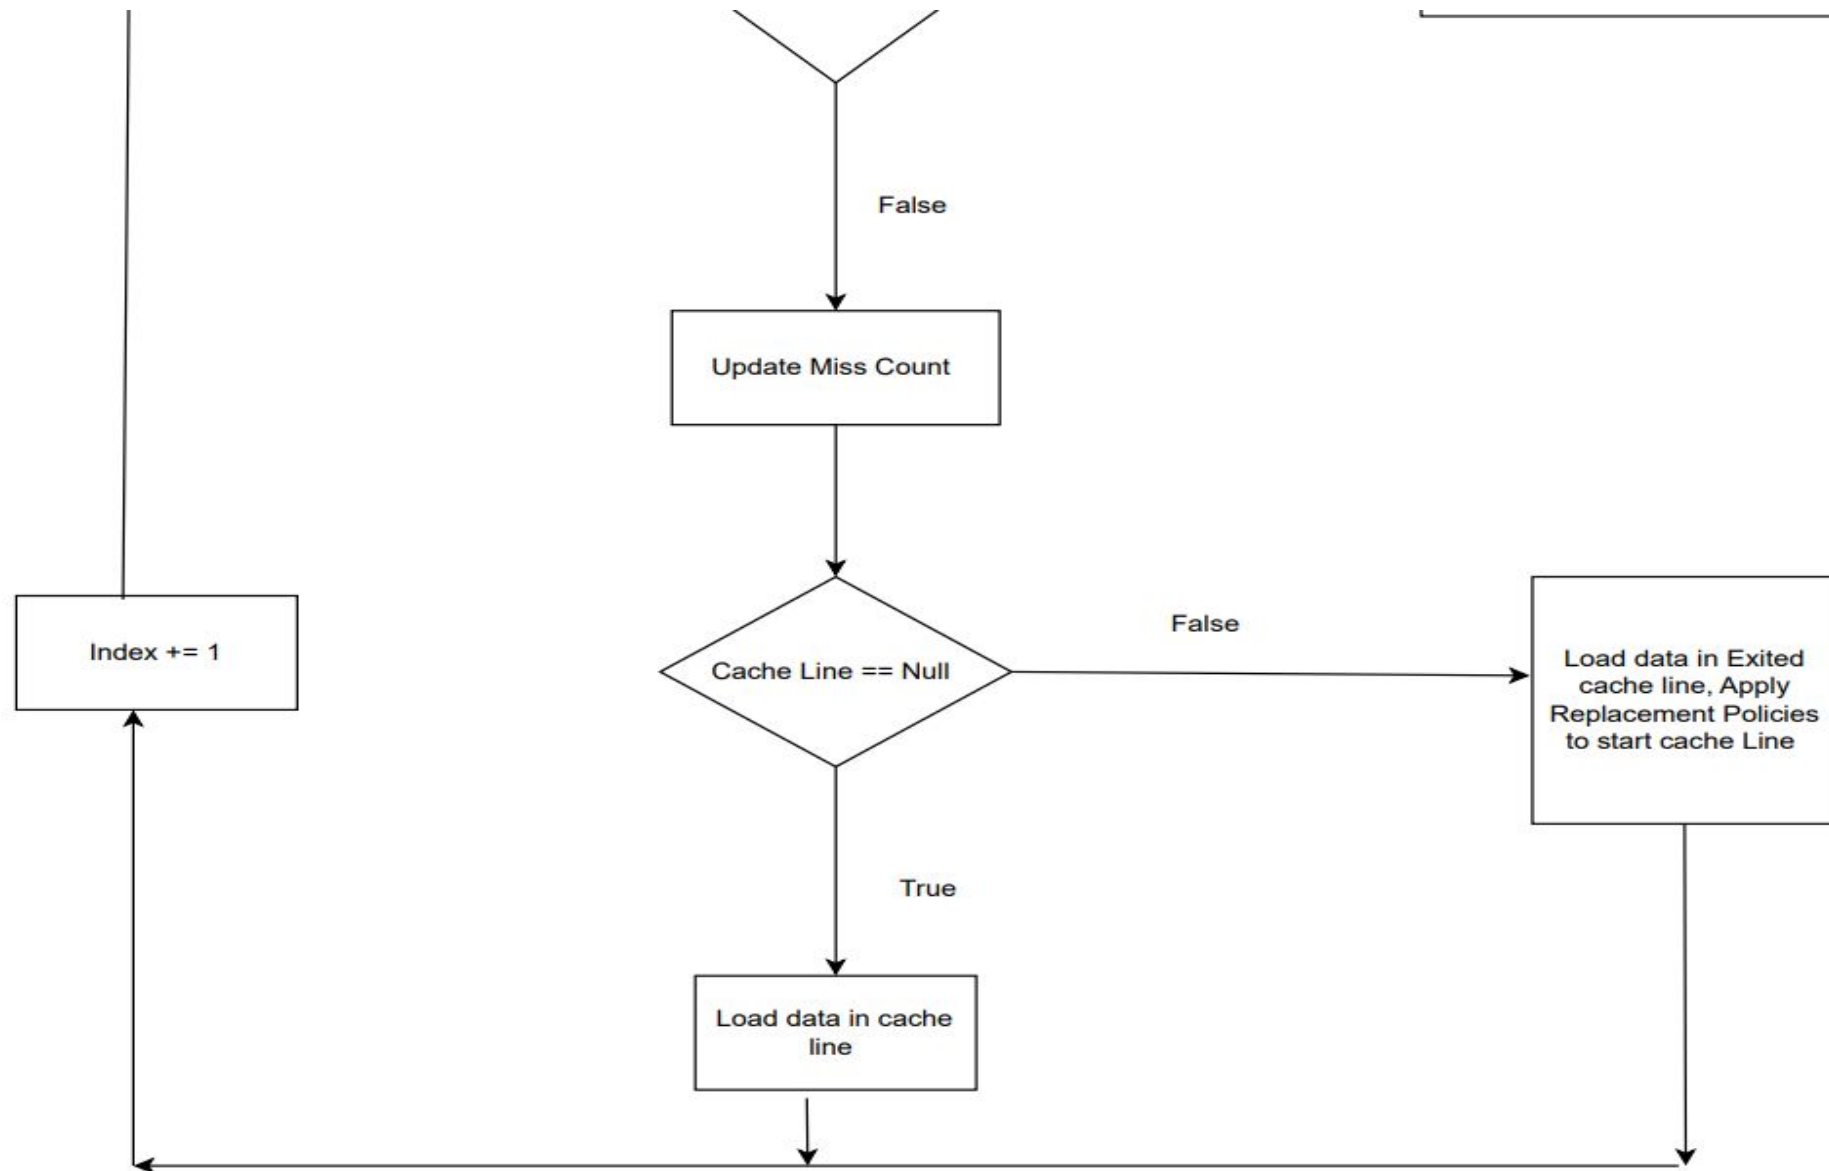 False
Update Miss Count
Index += 1
Cache Line == Null
False
Load data in Exited
cache line, Apply
Replacement Policies
to start cache Line
True
Load data in cache
line